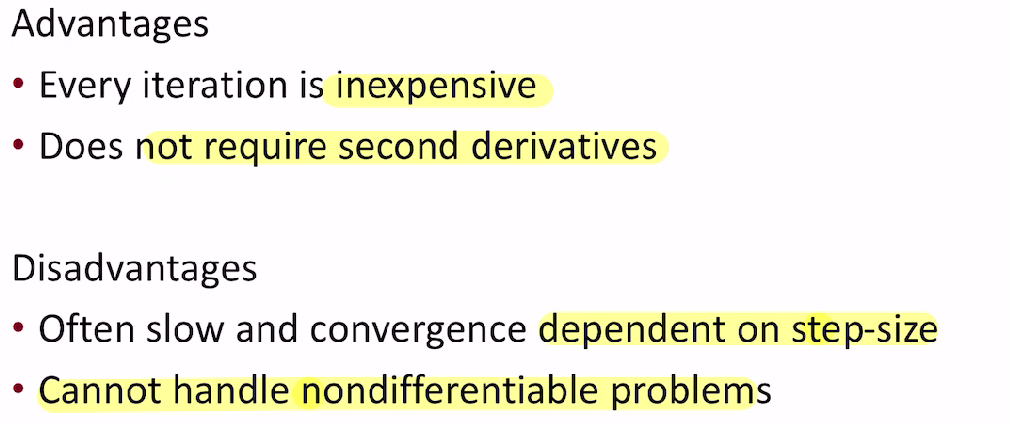 Advantages
• Every iteration is inexpensive
• Does not require second derivatives
Disadvantages
• Often slow and convergence dependent on step-size
• Cannot handle nondifferentiable problems